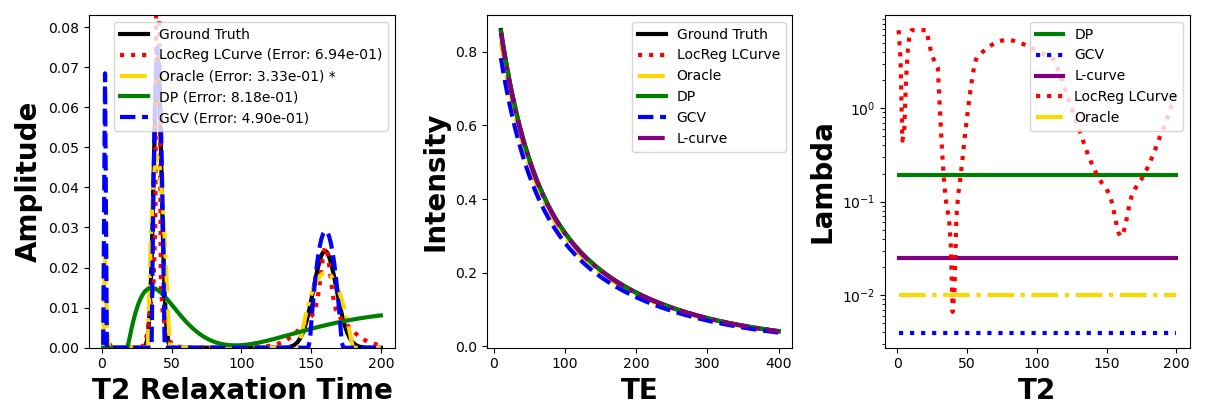 Amplitude
0.08
0.07
0.06
0.05
0.04
0.03
0.02
0.01
0.00
Ground Truth
LocReg LCurve (Error: 6.94e-01)
Oracle (Error: 3.33e-01) *
DP (Error: 8.18e-01)
GCV (Error: 4.90e-01)
0 50 100 150 200
T2 Relaxation Time
Intensity
0.8
0.6
0.4
0.2
0.0
Ground Truth
LocReg LCurve
Oracle
DP
GCV
L-curve
0 100 200 300 400
TE
Lambda
10⁰
10⁻¹
10⁻²
DP
GCV
L-curve
LocReg LCurve
Oracle
0 50 100 150 200
T2